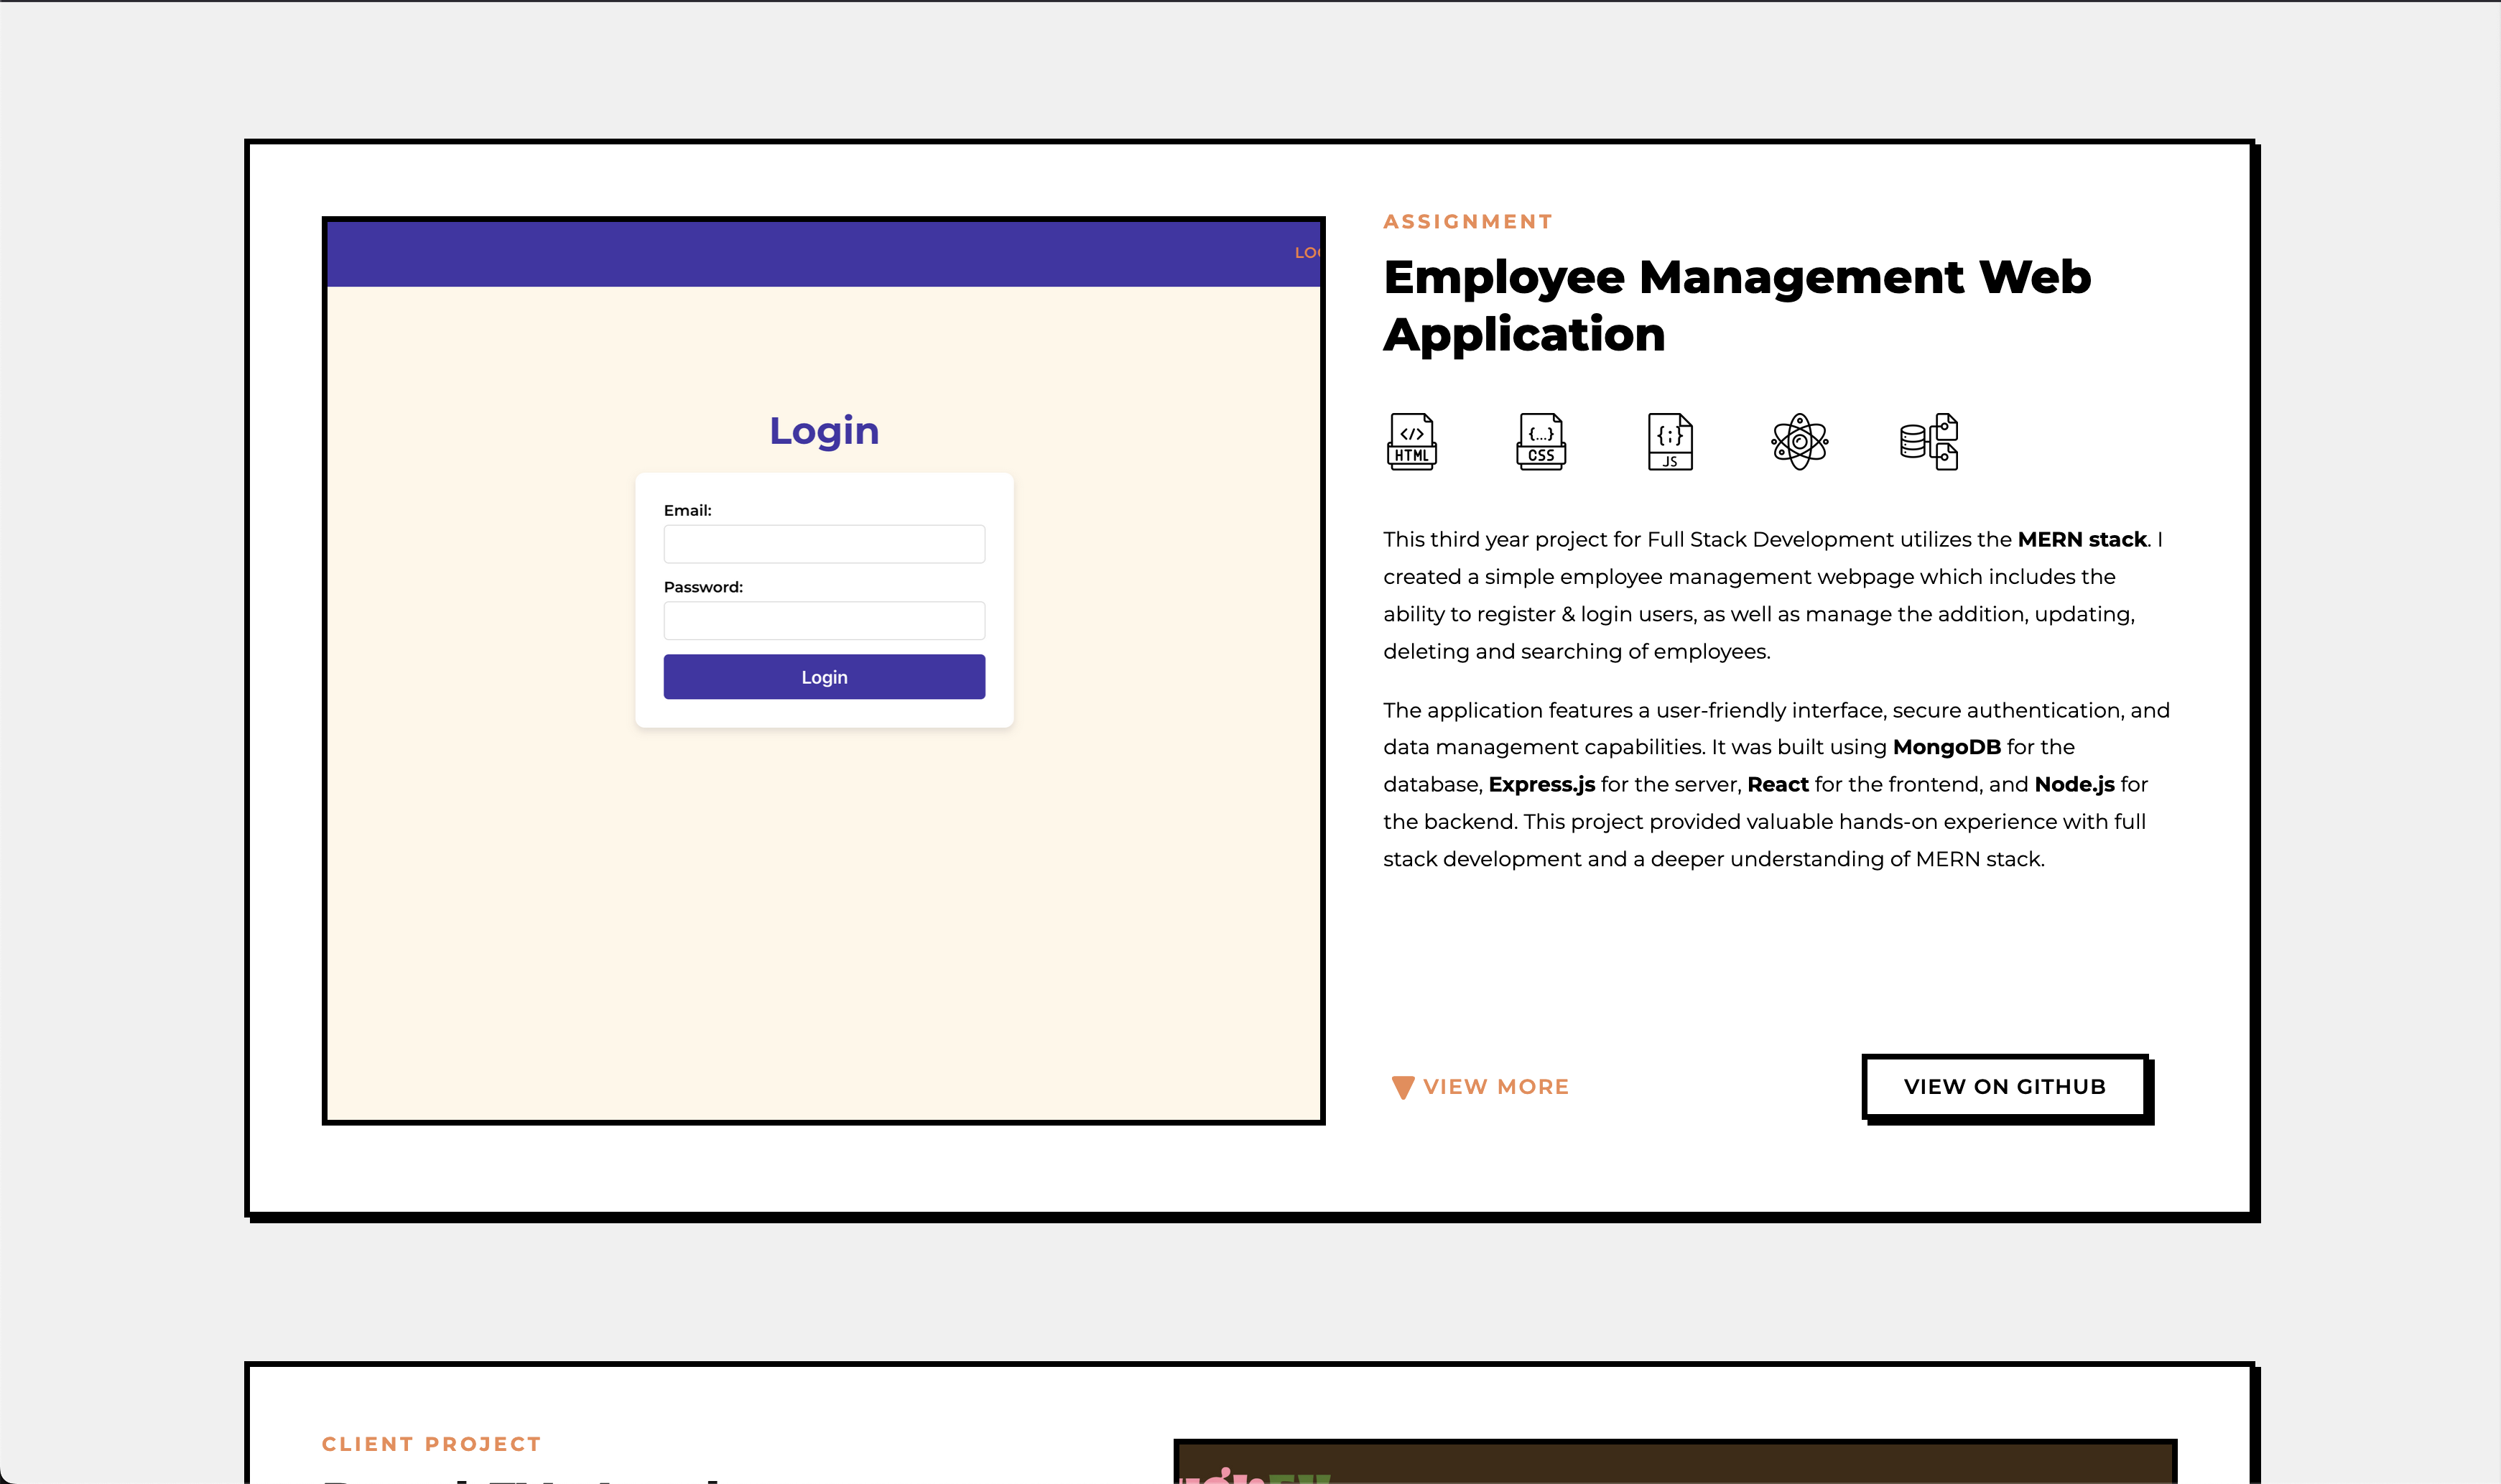 LO
Login
Email:
Password:
Login
ASSIGNMENT
Employee Management Web
Application
</>
HTML
{...}
CSS
{;}
JS
This third year project for Full Stack Development utilizes the MERN stack. I
created a simple employee management webpage which includes the
ability to register & login users, as well as manage the addition, updating,
deleting and searching of employees.
The application features a user-friendly interface, secure authentication, and
data management capabilities. It was built using MongoDB for the
database, Express.js for the server, React for the frontend, and Node.js for
the backend. This project provided valuable hands-on experience with full
stack development and a deeper understanding of MERN stack.
VIEW MORE
VIEW ON GITHUB
CLIENT PROJECT